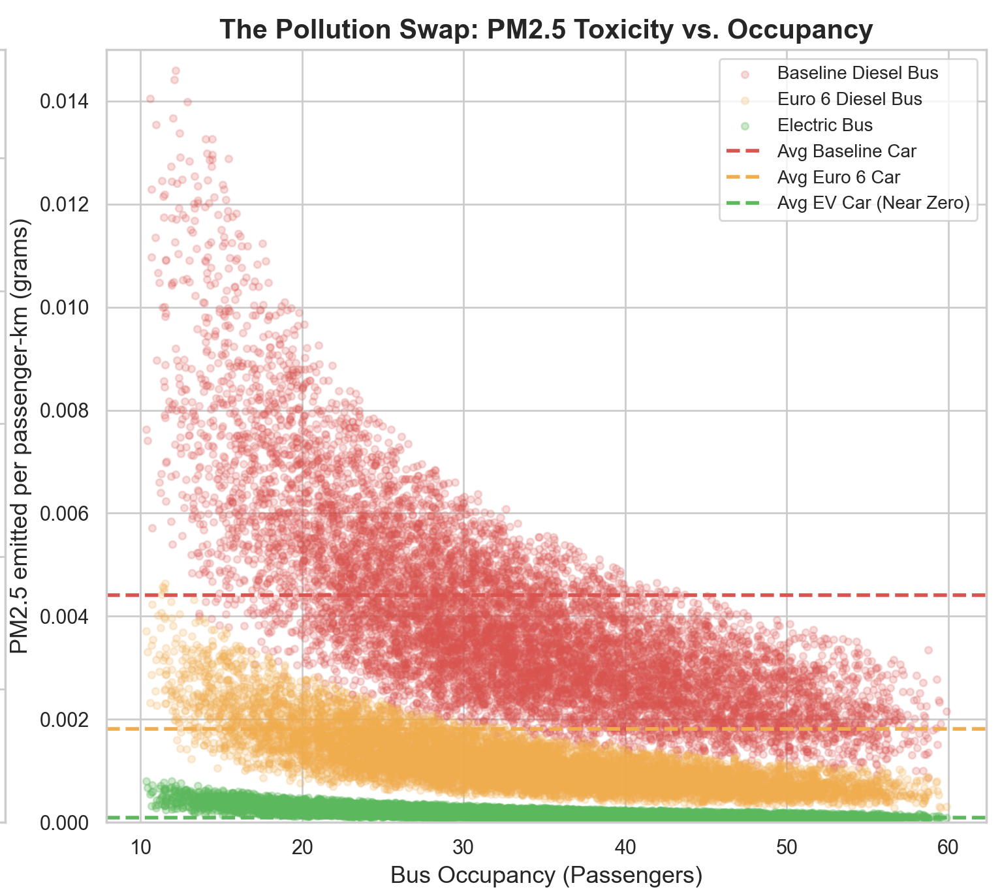 The Pollution Swap: PM2.5 Toxicity vs. Occupancy
Baseline Diesel Bus
Euro 6 Diesel Bus
Electric Bus
Avg Baseline Car
Avg Euro 6 Car
Avg EV Car (Near Zero)
PM2.5 emitted per passenger-km (grams)
0.014
0.012
0.010
0.008
0.006
0.004
0.002
0.000
10 20 30 40 50 60
Bus Occupancy (Passengers)